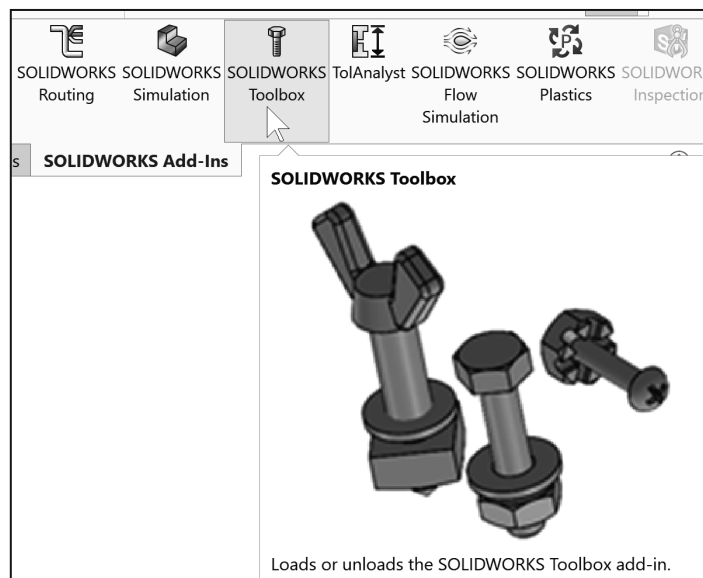 SOLIDWORKS SOLIDWORKS SOLIDWORKS TolAnalyst SOLIDWORKS SOLIDWORKS SOLIDWOR
Routing Simulation Toolbox Flow Plastics Inspection
Simulation
s SOLIDWORKS Add-Ins
SOLIDWORKS Toolbox
Loads or unloads the SOLIDWORKS Toolbox add-in.